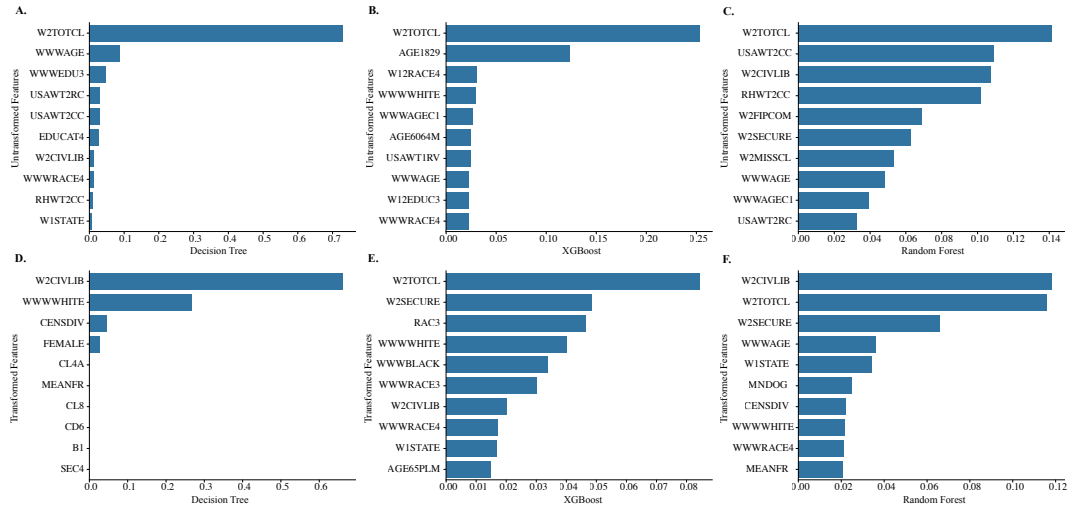 A.
Untransformed Features
W2TOTCL
WWWAGE
WWWEDU3
USAWT2RC
USAWT2CC
EDUCAT4
W2CIVLIB
WWWRACE4
RHWT2CC
W1STATE
0.0 0.1 0.2 0.3 0.4 0.5 0.6 0.7
Decision Tree
B.
Untransformed Features
W2TOTCL
AGE1829
W12RACE4
WWWWHITE
WWWAGEC1
AGE6064M
USAWT1RV
WWWAGE
W12EDUC3
WWWRACE4
0.00 0.05 0.10 0.15 0.20 0.25
XGBoost
C.
Untransformed Features
W2TOTCL
USAWT2CC
W2CIVLIB
RHWT2CC
W2FIPCOM
W2SECURE
W2MISSCL
WWWAGE
WWWAGEC1
USAWT2RC
0.00 0.02 0.04 0.06 0.08 0.10 0.12 0.14
Random Forest
D.
Transformed Features
W2CIVLIB
WWWWHITE
CENSDIV
FEMALE
CL4A
MEANFR
CL8
CD6
B1
SEC4
0.0 0.1 0.2 0.3 0.4 0.5 0.6
Decision Tree
E.
Transformed Features
W2TOTCL
W2SECURE
RAC3
WWWWHITE
WWWBLACK
WWWRACE3
W2CIVLIB
WWWRACE4
W1STATE
AGE65PLM
0.00 0.01 0.02 0.03 0.04 0.05 0.06 0.07 0.08
XGBoost
F.
Transformed Features
W2CIVLIB
W2TOTCL
W2SECURE
WWWAGE
W1STATE
MNDOG
CENSDIV
WWWWHITE
WWWRACE4
MEANFR
0.00 0.02 0.04 0.06 0.08 0.10 0.12
Random Forest